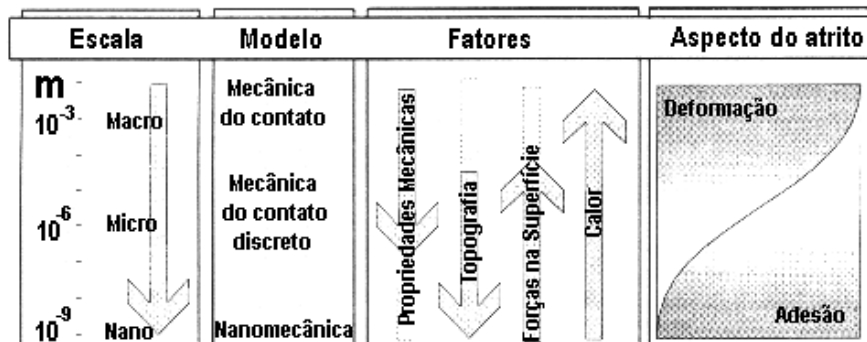 Escala
Modelo
Fatores
Aspecto do atrito
m
10-3
Macro
10-6
Micro
10-9
Nano
Mecânica
do contato
Mecânica
do contato
discreto
Nanomecânica
Propriedades Mecânicas
Topografia
Forças na Superfície
Calor
Deformação
Adesão